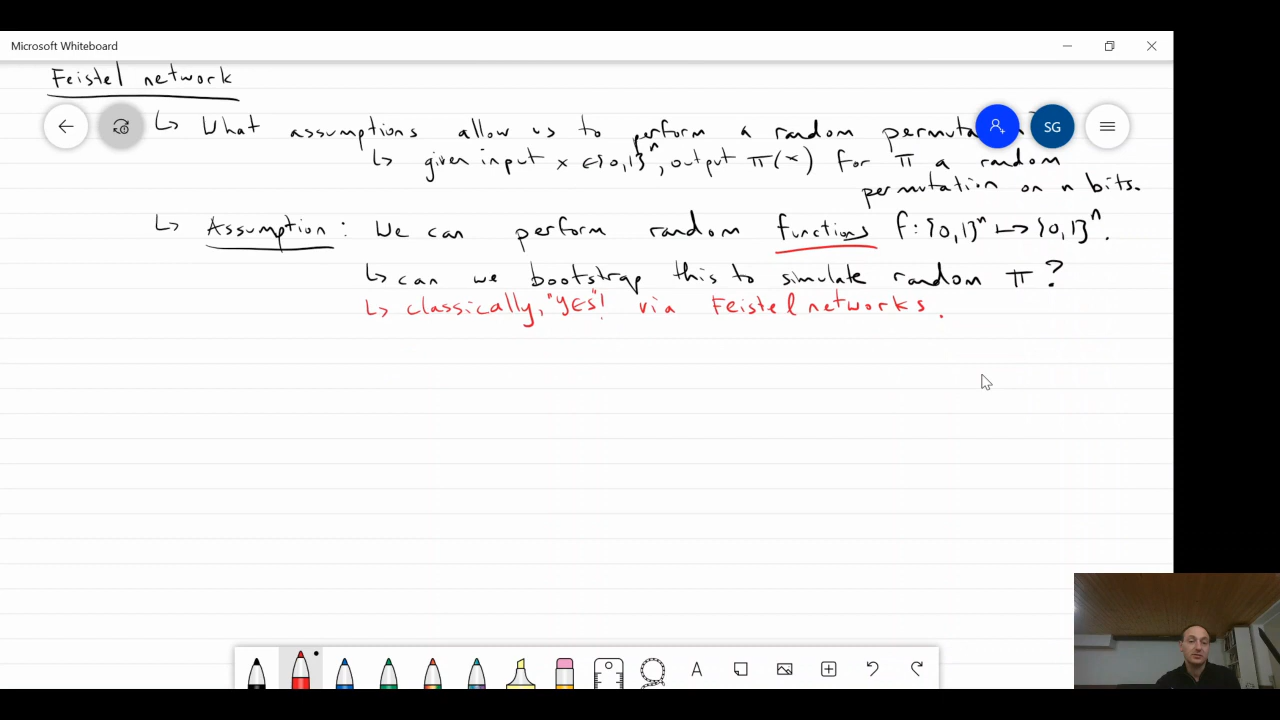 Microsoft Whiteboard
Feistel network
↳ What assumptions allow us to perform a random
SG
↳ given input x ∈ {0,1}ⁿ, output π(x) for π a random
permutation on n bits.
↳ Assumption: We can perform random functions f: {0,1}ⁿ ↦ {0,1}ⁿ.
↳ can we bootstrap this to simulate random π?
↳ classically, "YES"! via Feistel networks.
A